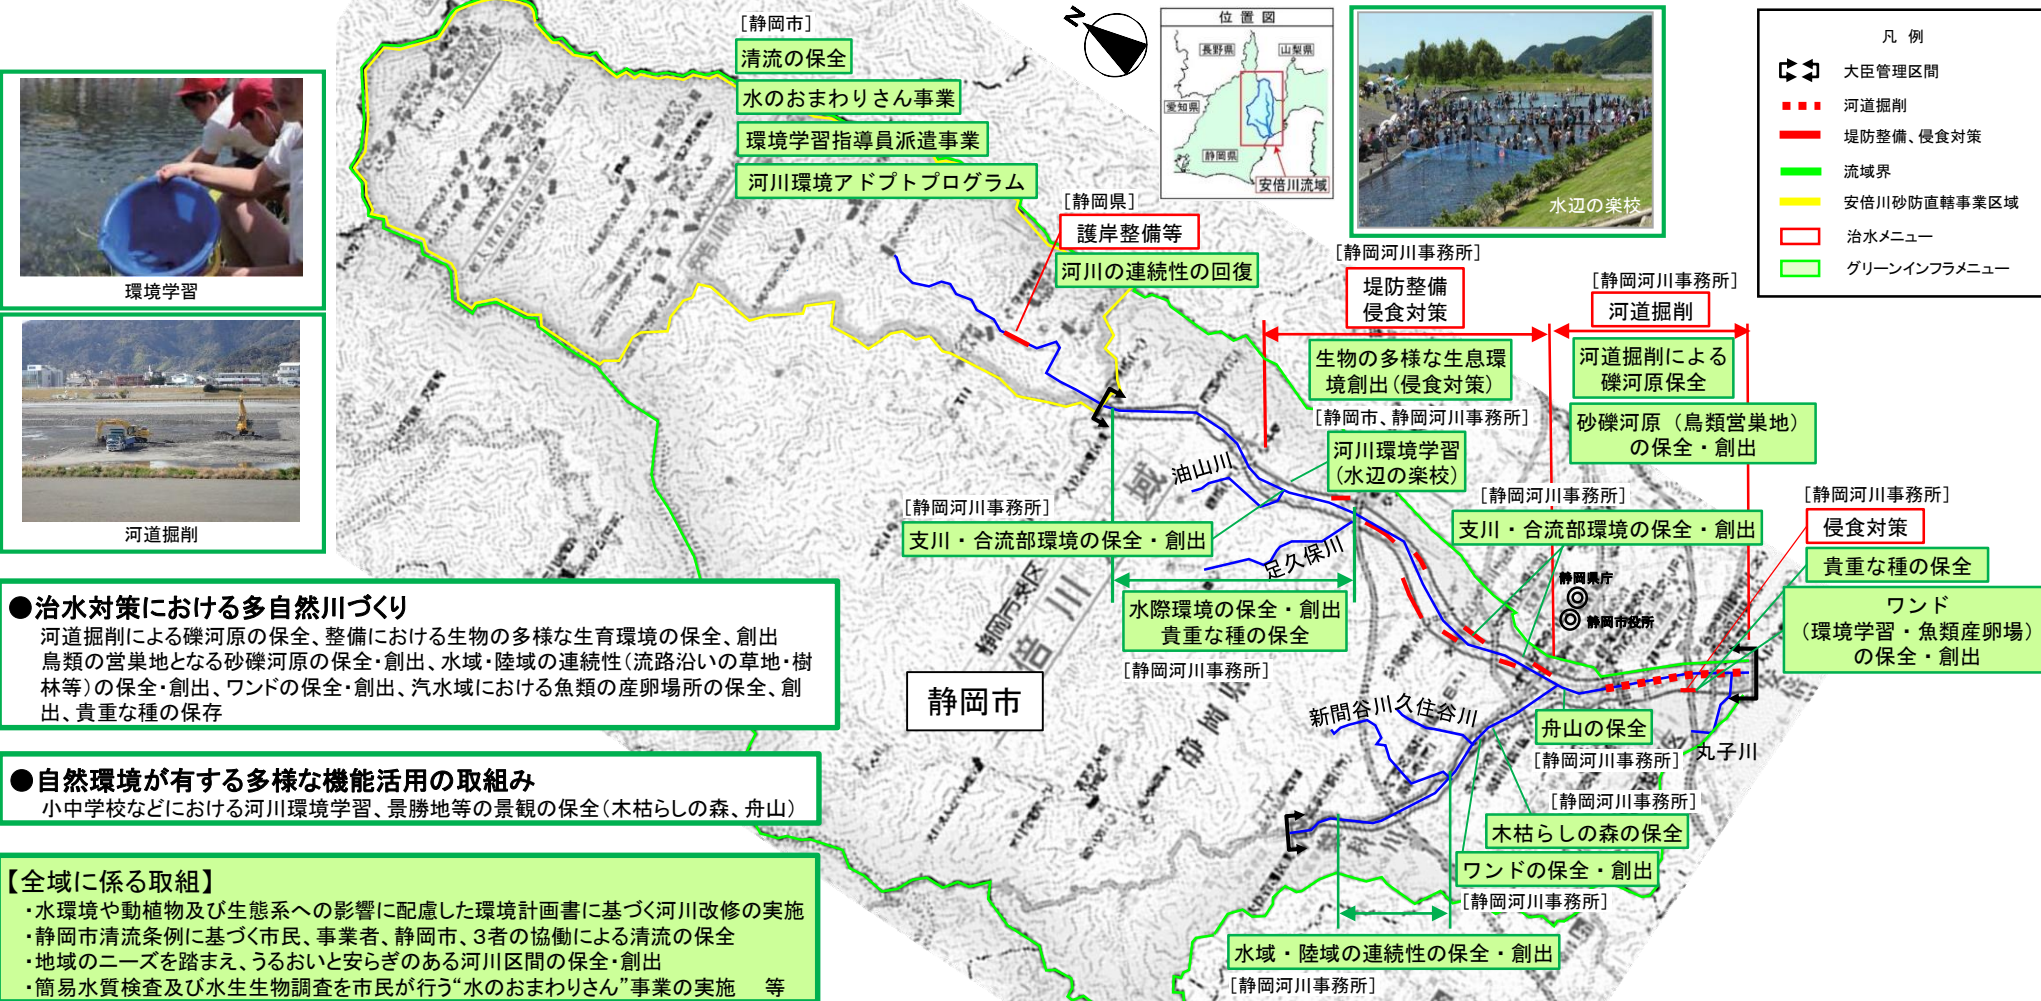 [静岡市]
清流の保全
水のおまわりさん事業
環境学習指導員派遣事業
河川環境アドプトプログラム
[静岡県]
護岸整備等
河川の連続性の回復
N
位置図
長野県
山梨県
愛知県
静岡県
安倍川流域
水辺の楽校
凡 例
大臣管理区間
河道掘削
堤防整備、侵食対策
流域界
安倍川砂防直轄事業区域
治水メニュー
グリーンインフラメニュー
環境学習
河道掘削
[静岡河川事務所]
堤防整備
侵食対策
生物の多様な生息環
境創出(侵食対策)
[静岡河川事務所]
河道掘削
河道掘削による
礫河原保全
砂礫河原（鳥類営巣地）
の保全・創出
[静岡市、静岡河川事務所]
河川環境学習
(水辺の楽校)
油山川
[静岡河川事務所]
支川・合流部環境の保全・創出
足久保川
水際環境の保全・創出
貴重な種の保全
[静岡河川事務所]
[静岡河川事務所]
支川・合流部環境の保全・創出
[静岡河川事務所]
侵食対策
貴重な種の保全
ワンド
（環境学習・魚類産卵場）
の保全・創出
静岡県庁
静岡市役所
静岡市
新間谷川
久住谷川
舟山の保全
[静岡河川事務所]
丸子川
[静岡河川事務所]
木枯らしの森の保全
ワンドの保全・創出
[静岡河川事務所]
水域・陸域の連続性の保全・創出
[静岡河川事務所]
●治水対策における多自然川づくり
河道掘削による礫河原の保全、整備における生物の多様な生育環境の保全、創出
鳥類の営巣地となる砂礫河原の保全・創出、水域・陸域の連続性(流路沿いの草地・樹
林等)の保全・創出、ワンドの保全・創出、汽水域における魚類の産卵場所の保全、創
出、貴重な種の保存
●自然環境が有する多様な機能活用の取組み
小中学校などにおける河川環境学習、景勝地等の景観の保全(木枯らしの森、舟山)
【全域に係る取組】
・水環境や動植物及び生態系への影響に配慮した環境計画書に基づく河川改修の実施
・静岡市清流条例に基づく市民、事業者、静岡市、3者の協働による清流の保全
・地域のニーズを踏まえ、うるおいと安らぎのある河川区間の保全・創出
・簡易水質検査及び水生生物調査を市民が行う“水のおまわりさん”事業の実施　等